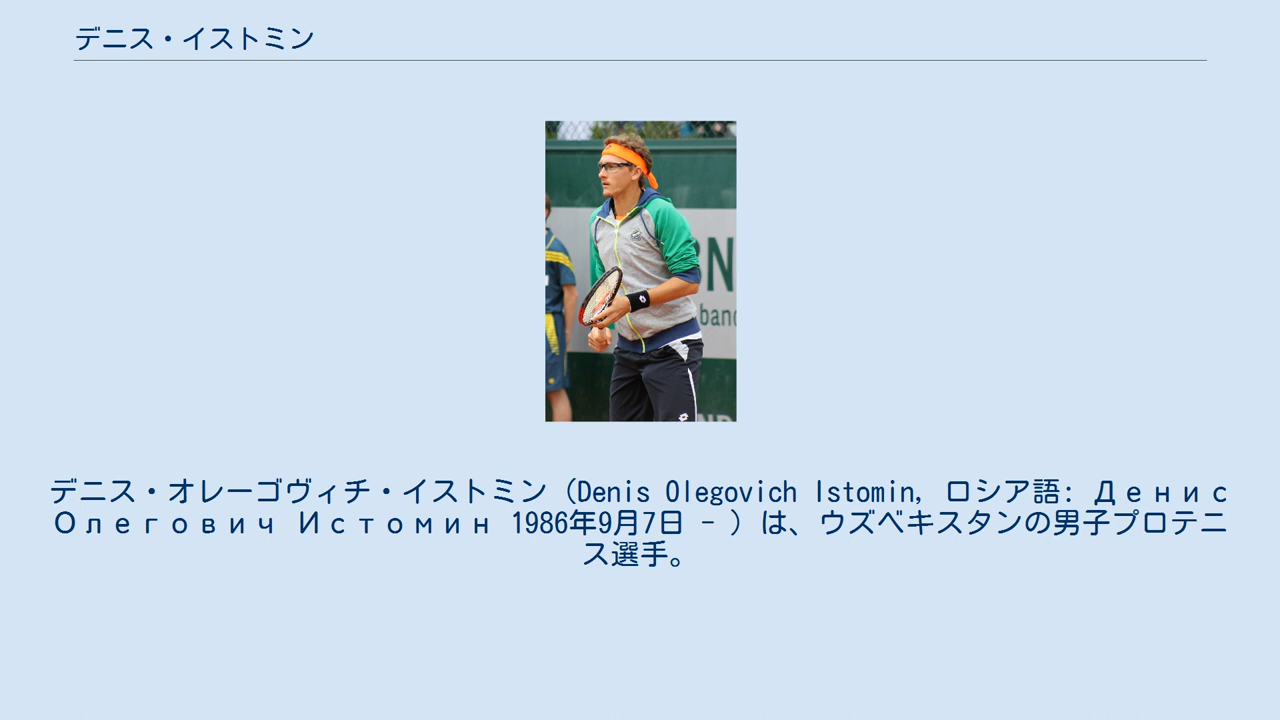 デニス・イストミン
RN
banc
デニス・オレーゴヴィチ・イストミン（Denis Olegovich Istomin, ロシア語: Денис
Олегович Истомин 1986年9月7日 - ）は、ウズベキスタンの男子プロテニ
ス選手。